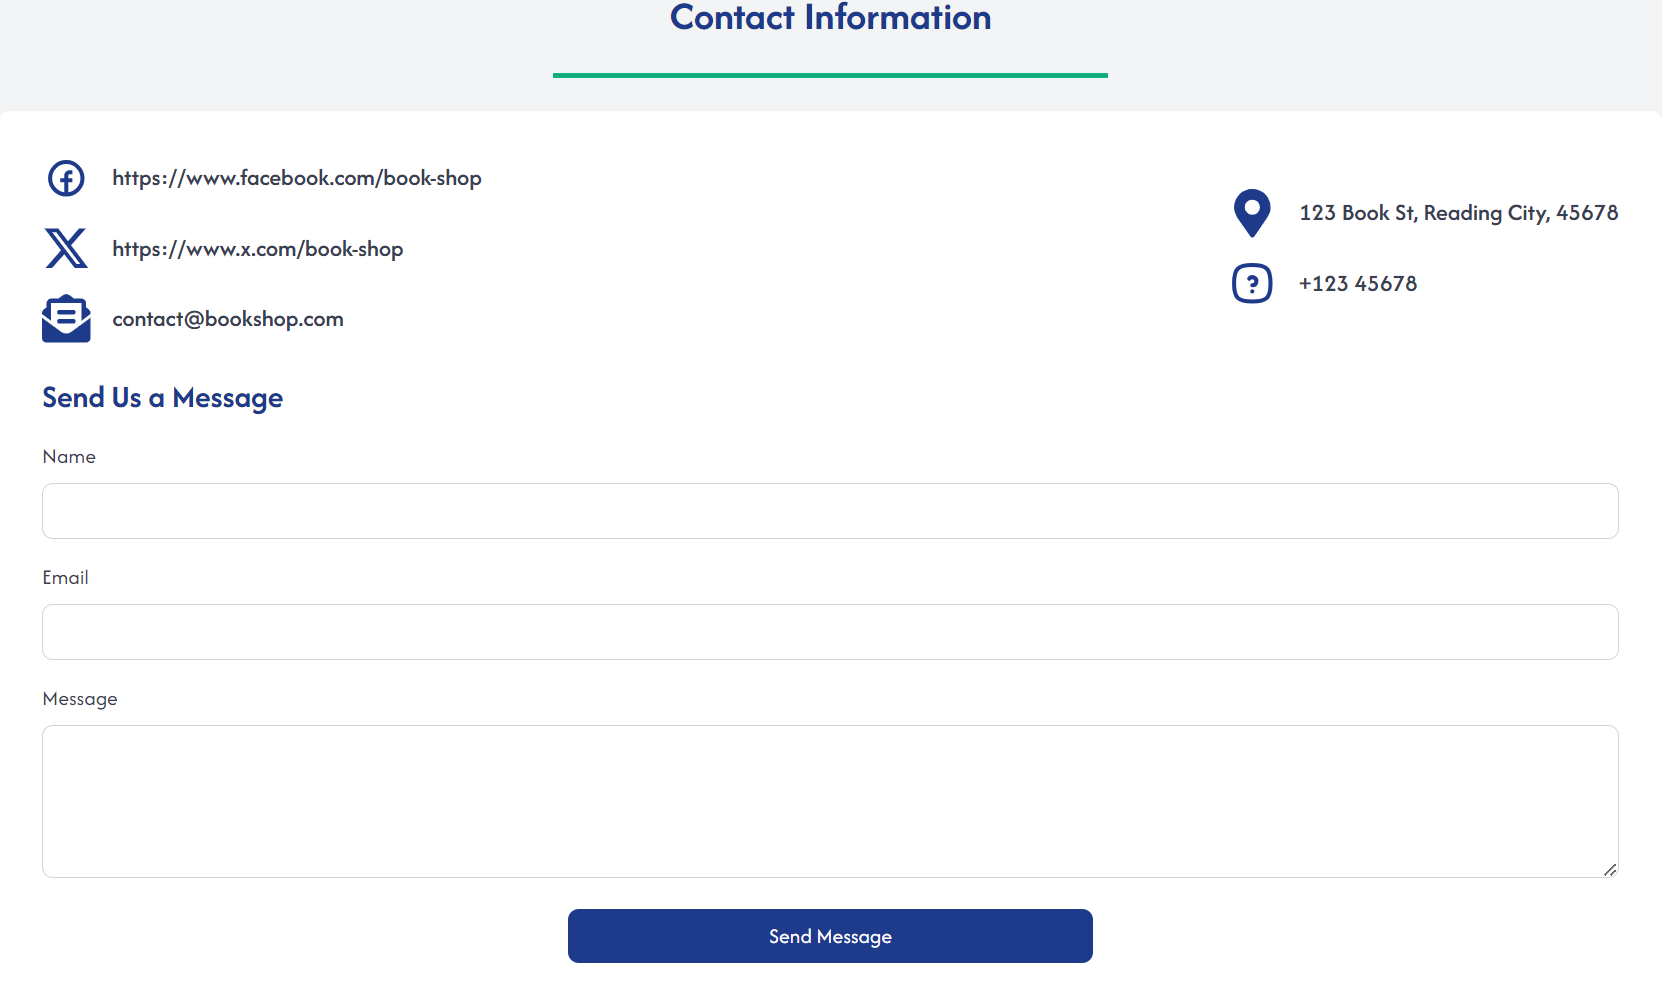 Contact Information
https://www.facebook.com/book-shop
https://www.x.com/book-shop
contact@bookshop.com
123 Book St, Reading City, 45678
+123 45678
Send Us a Message
Name
Email
Message
Send Message